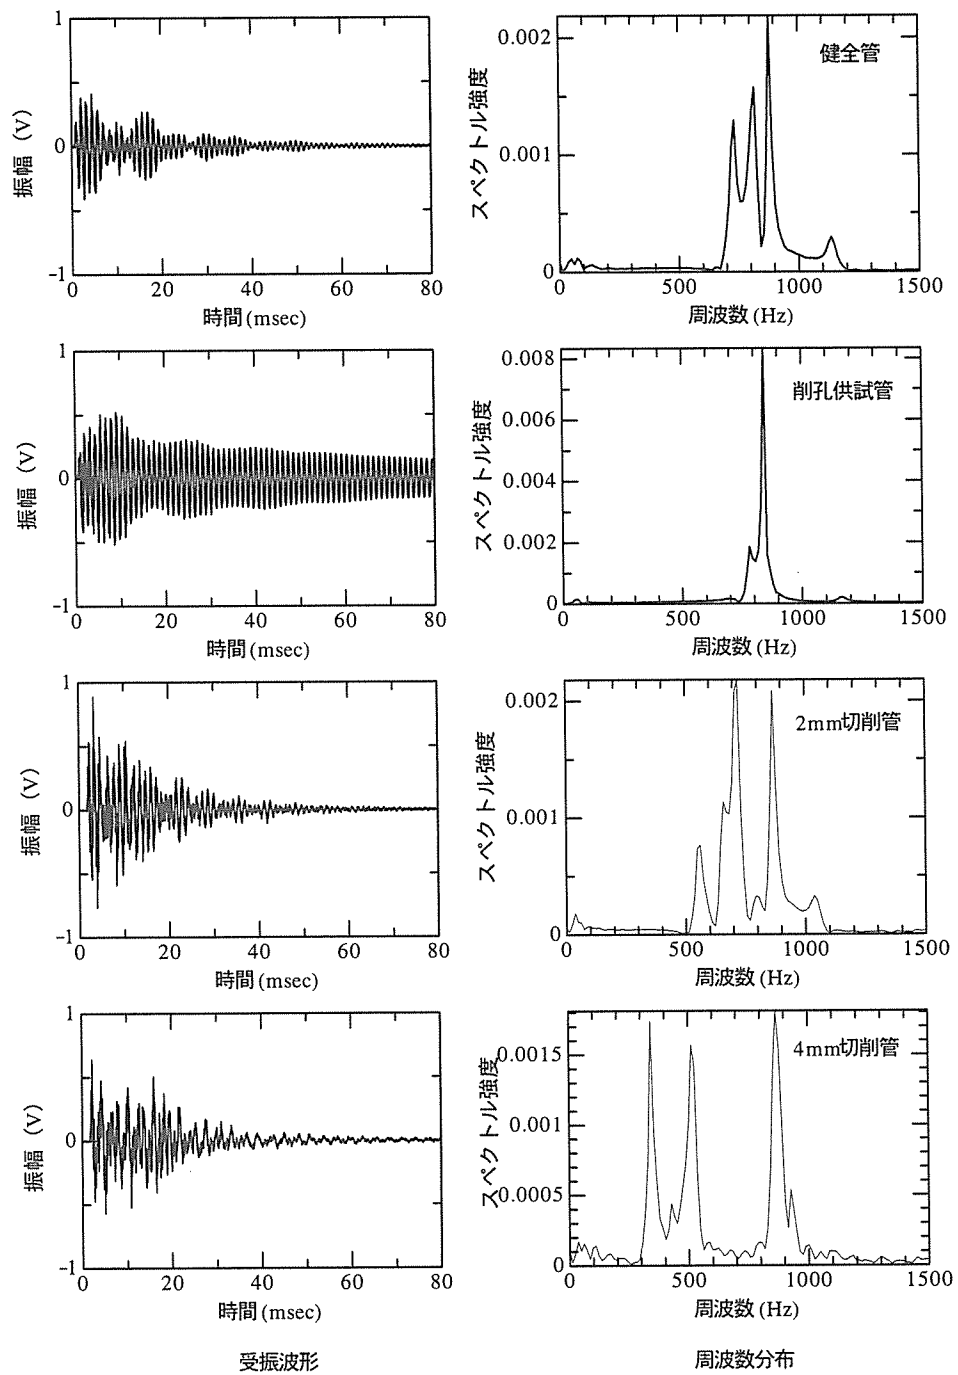 1
0
-1
振幅 (V)
0 20 40 60 80
時間 (msec)
0.002
0.001
0
スペクトル強度
健全管
0 500 1000 1500
周波数 (Hz)
1
0
-1
振幅 (V)
0 20 40 60 80
時間 (msec)
0.008
0.006
0.004
0.002
0
スペクトル強度
削孔供試管
0 500 1000 1500
周波数 (Hz)
1
0
-1
振幅 (V)
0 20 40 60 80
時間 (msec)
0.002
0.001
0
スペクトル強度
2mm切削管
0 500 1000 1500
周波数 (Hz)
1
0
-1
振幅 (V)
0 20 40 60 80
時間 (msec)
0.0015
0.001
0.0005
0
スペクトル強度
4mm切削管
0 500 1000 1500
周波数 (Hz)
受振波形
周波数分布